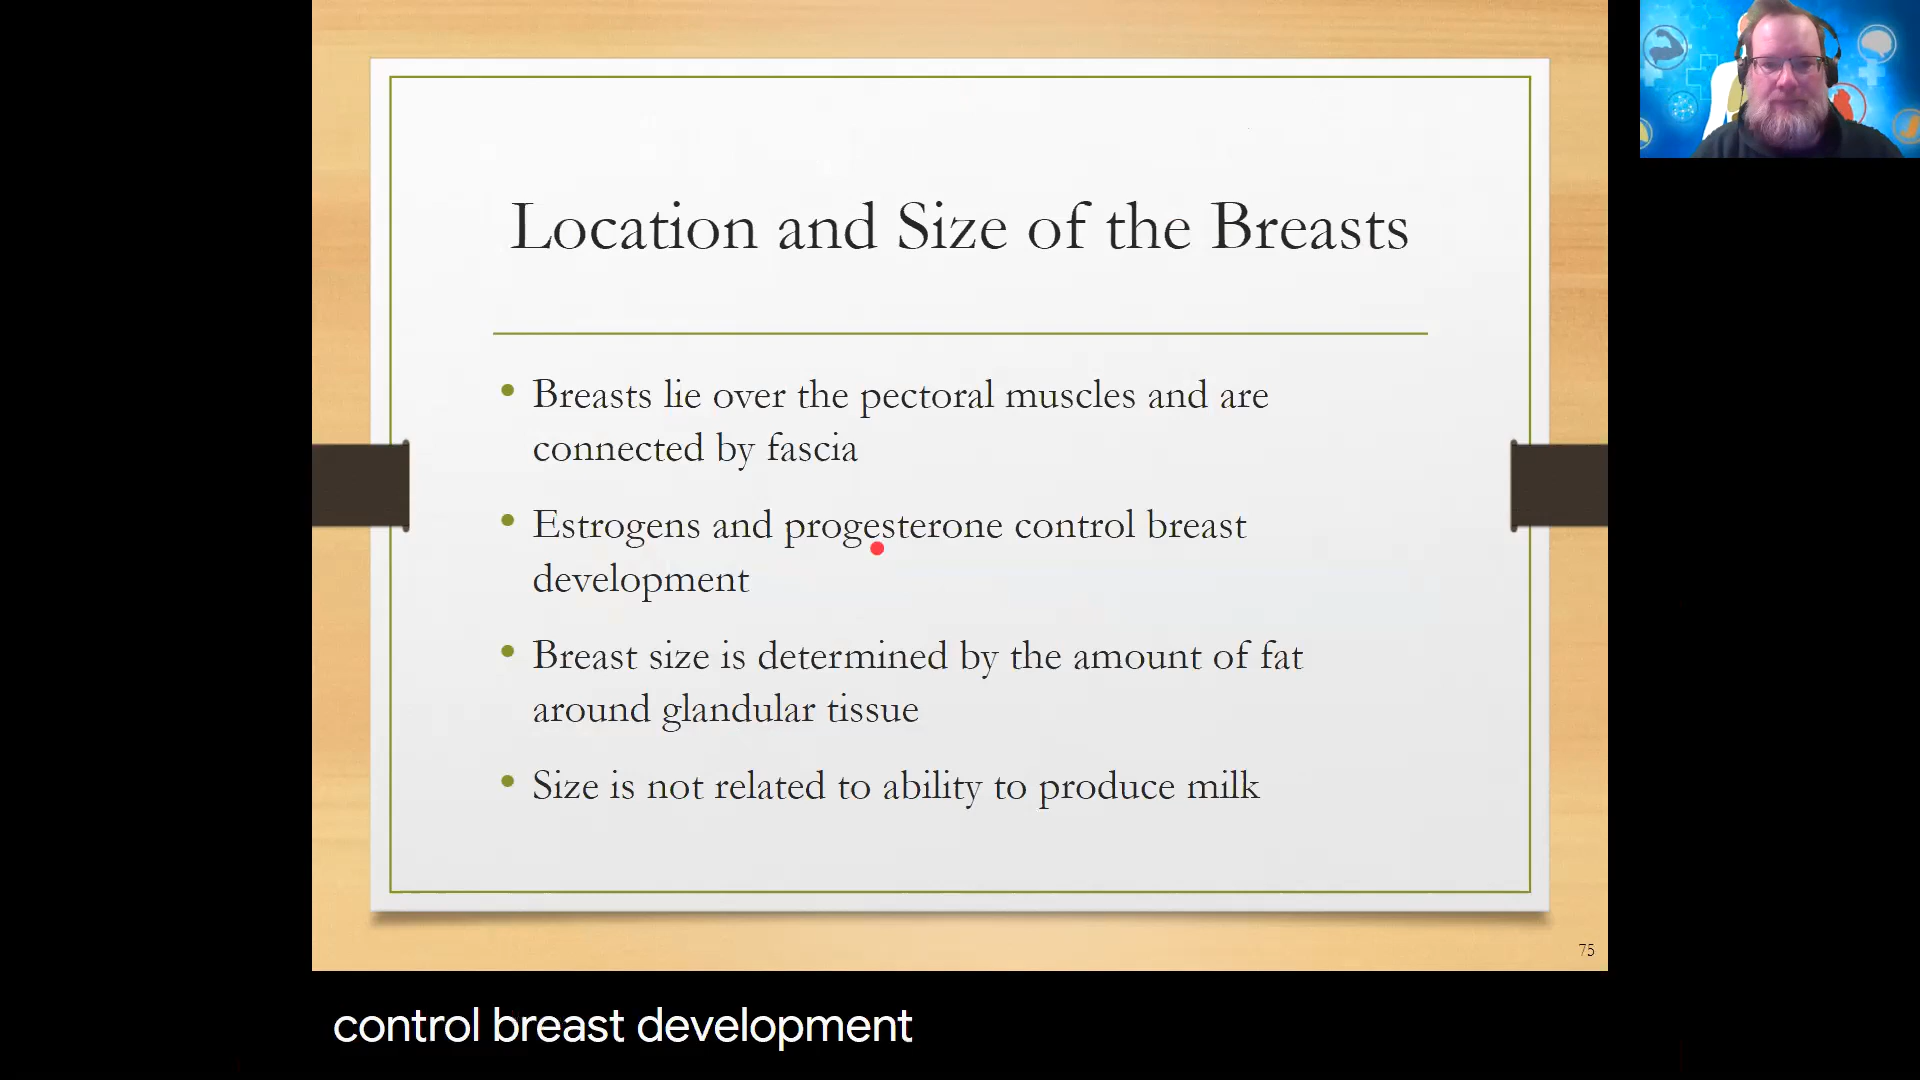 Location and Size of the Breasts
• Breasts lie over the pectoral muscles and are
connected by fascia
• Estrogens and progesterone control breast
development
• Breast size is determined by the amount of fat
around glandular tissue
• Size is not related to ability to produce milk
75
control breast development